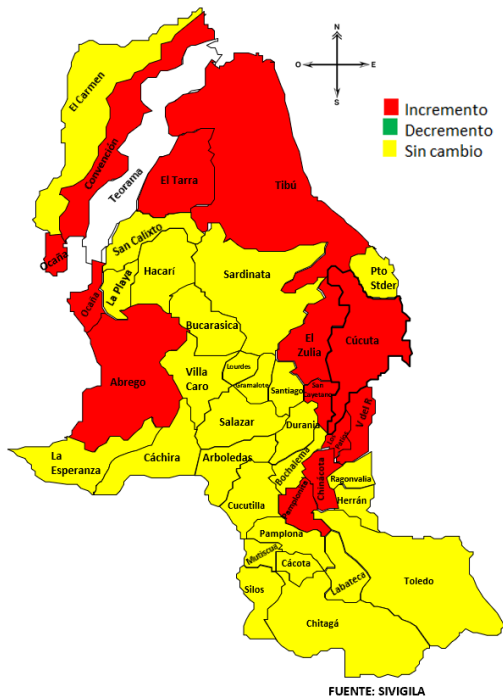 N
O
E
S
Incremento
Decremento
Sin cambio
El Carmen
Convención
Teorama
El Tarra
Tibú
Ocaña
San Calixto
Ocaña
La Playa
Hacarí
Sardinata
Pto
Stder
Bucarasica
El
Zulia
Cúcuta
Abrego
Villa
Caro
Lourdes
Gramalote
Santiago
San
Cayetano
V del R.
Salazar
Durania
Los
La
Esperanza
Cáchira
Arboledas
Bochalema
Chinácota
Ragonvalia
Herrán
Cucutilla
Pamplonita
Pamplona
Mutiscua
Cácota
Silos
Labateca
Toledo
Chitagá
FUENTE: SIVIGILA